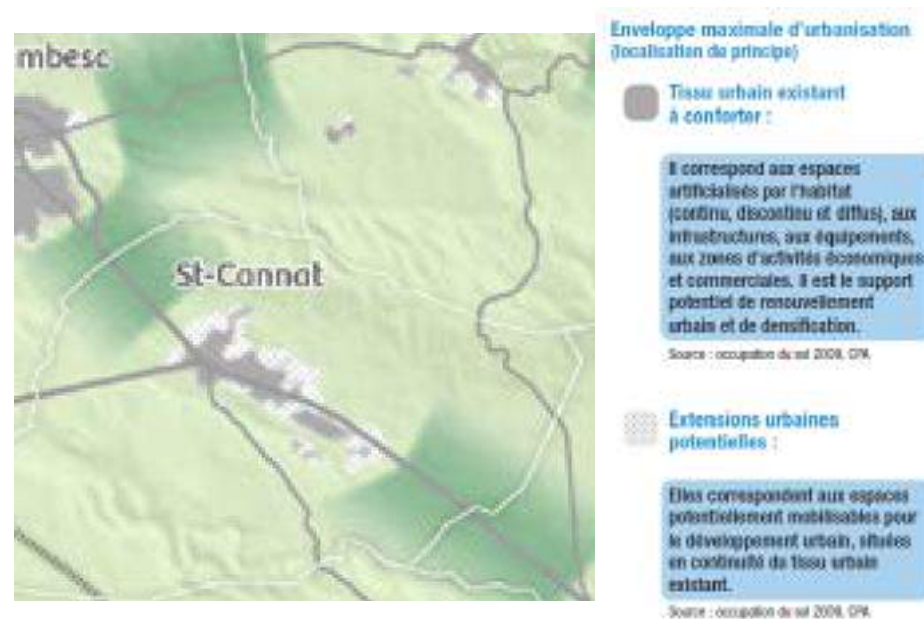 mbesc
St-Cannat
Enveloppe maximale d'urbanisation
(localisation de principe)
Tissu urbain existant
à conforter :
Il correspond aux espaces
artificialisés par l'habitat
(continu, discontinu et diffus), aux
infrastructures, aux équipements,
aux zones d'activités économiques
et commerciales. Il est le support
potentiel de renouvellement
urbain et de densification.
Source : occupation du sol 2009, CPA
Extensions urbaines
potentielles :
Elles correspondent aux espaces
potentiellement mobilisables pour
le développement urbain, situées
en continuité du tissu urbain
existant.
Source : occupation du sol 2009, CPA